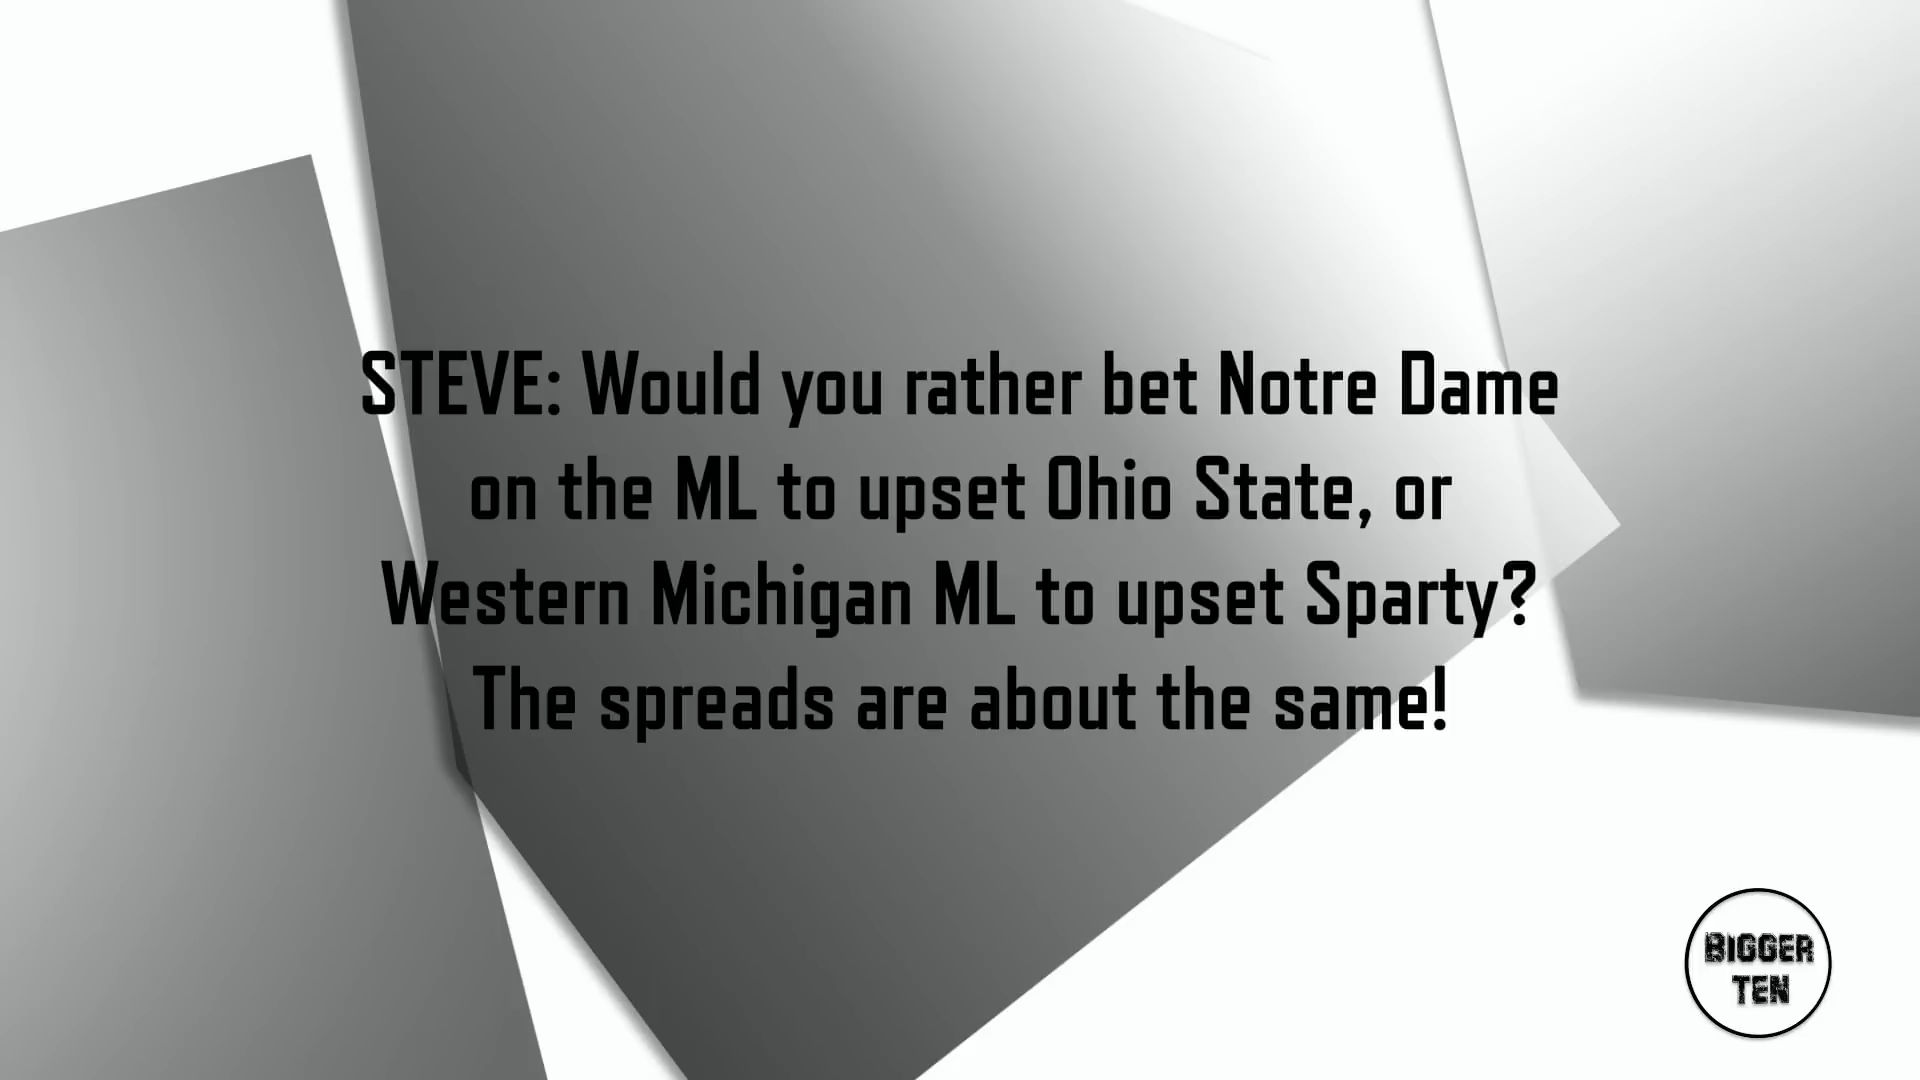 STEVE: Would you rather bet Notre Dame
on the ML to upset Ohio State, or
Western Michigan ML to upset Sparty?
The spreads are about the same!
BIGGER
TEN